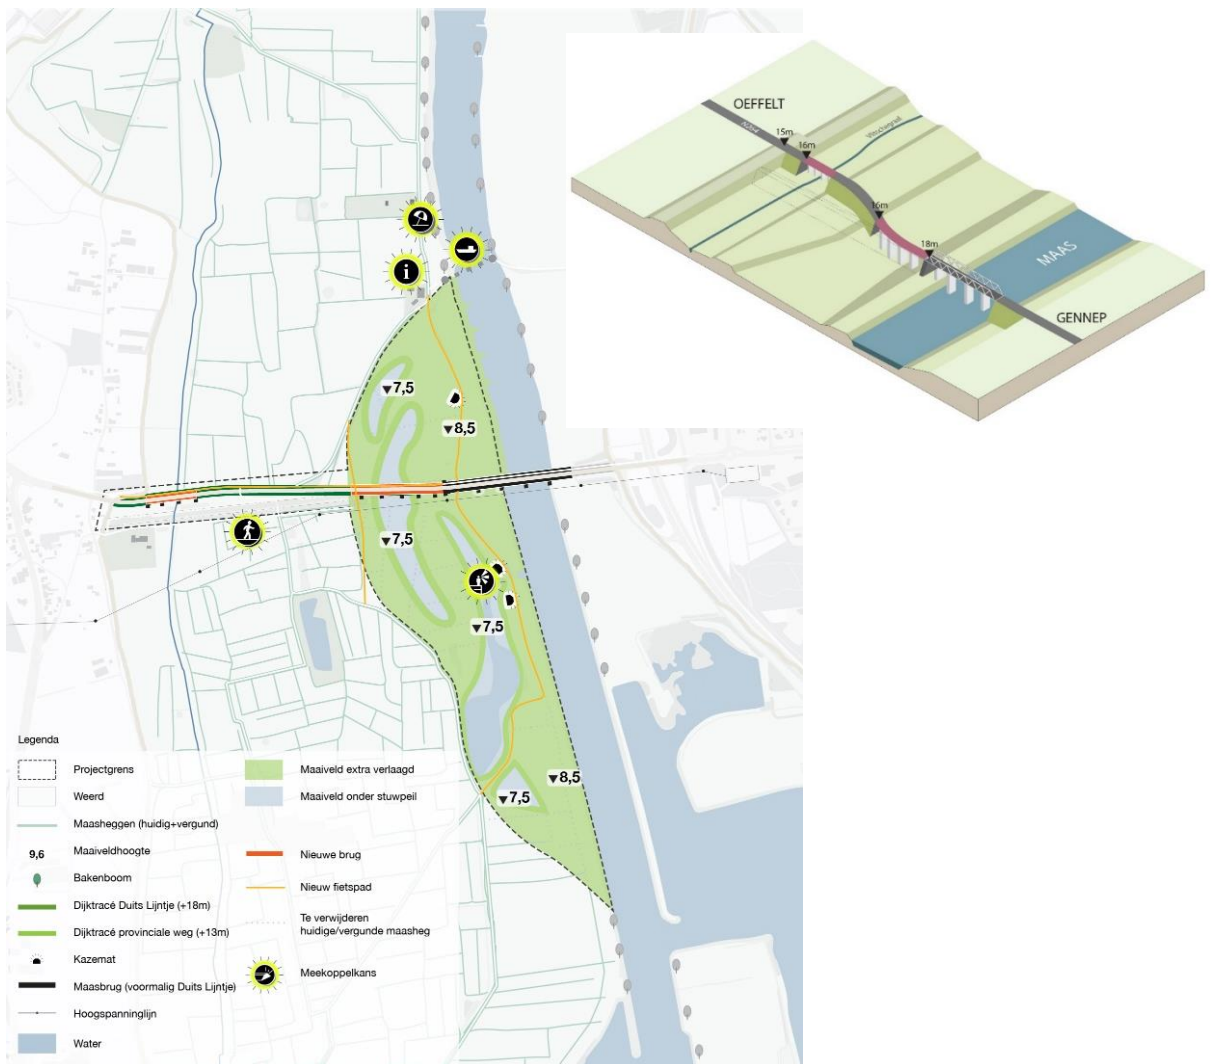 OEFFELT
N264
15m
16m
Viltschegraaf
16m
18m
MAAS
GENNEP
i
▼7,5
▼8,5
▼7,5
▼7,5
▼8,5
▼7,5
Legenda
Projectgrens
Weerd
Maasheggen (huidig+vergund)
9,6 Maaiveldhoogte
Bakenboom
Dijktracé Duits Lijntje (+18m)
Dijktracé provinciale weg (+13m)
Kazemat
Maasbrug (voormalig Duits Lijntje)
Hoogspanninglijn
Water
Maaiveld extra verlaagd
Maaiveld onder stuwpeil
Nieuwe brug
Nieuw fietspad
Te verwijderen
huidige/vergunde maasheg
Meekoppelkans